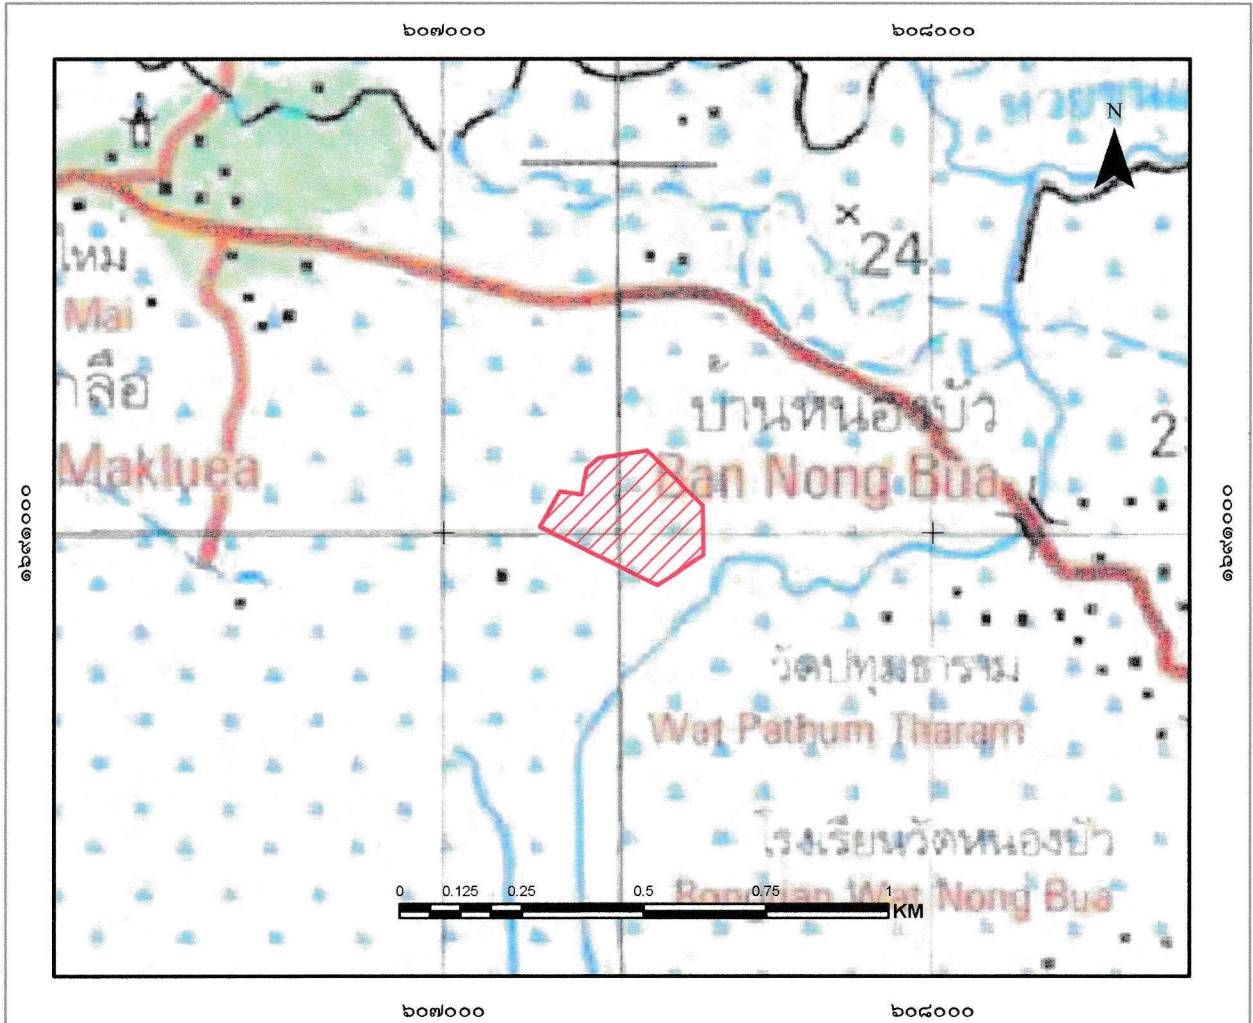 ๖๐๗๐๐๐ ๖๐๘๐๐๐
N
24
ไหม
Mai
บ้านหนองบัว
2
Makluea
Ban Nong Bua
๑๖๙๑๐๐๐ ๑๖๙๑๐๐๐
วัดปทุมธาราม
Wat Pathum Tharam
โรงเรียนวัดหนองบัว
0 0.125 0.25 0.5 0.75 1
Rongrian Wat Nong Bua
KM
๖๐๗๐๐๐ ๖๐๘๐๐๐